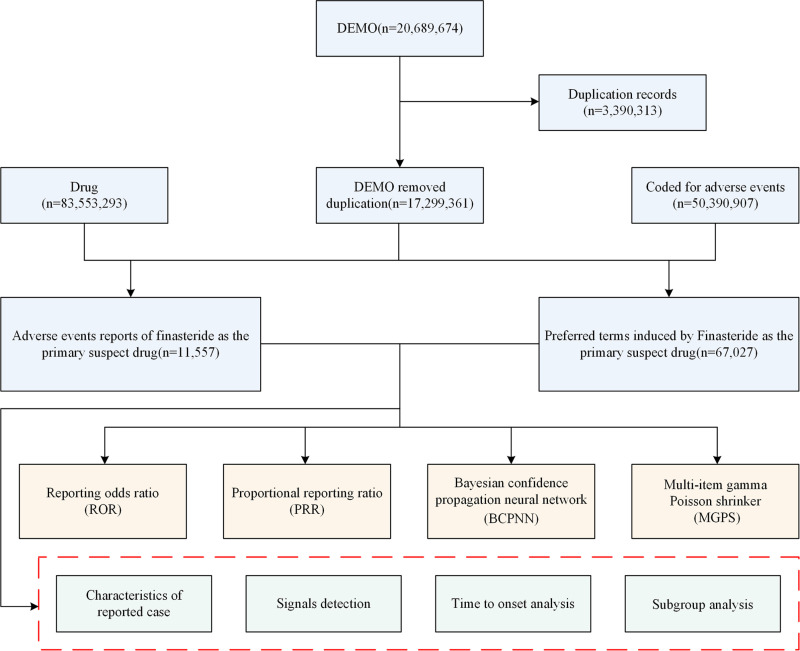 DEMO(n=20,689,674)
Duplication records
(n=3,390,313)
Drug
(n=83,553,293)
DEMO removed
duplication(n=17,299,361)
Coded for adverse events
(n=50,390,907)
Adverse events reports of finasteride as the
primary suspect drug(n=11,557)
Preferred terms induced by Finasteride as the
primary suspect drug(n=67,027)
Reporting odds ratio
(ROR)
Proportional reporting ratio
(PRR)
Bayesian confidence
propagation neural network
(BCPNN)
Multi-item gamma
Poisson shrinker
(MGPS)
Characteristics of
reported case
Signals detection
Time to onset analysis
Subgroup analysis